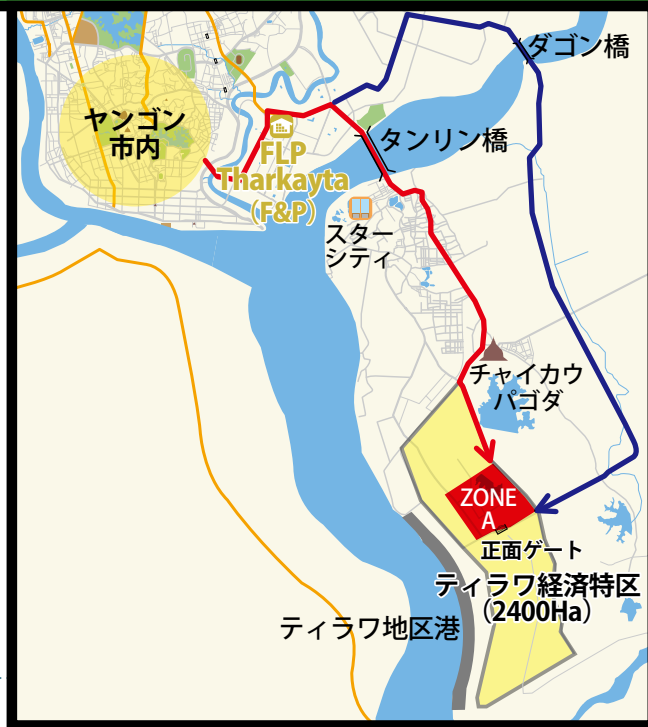 ダゴン橋
ヤンゴン
市内
タンリン橋
FLP
Tharkayta
(F&P)
スター
シティ
チャイカウ
パゴダ
ZONE
A
正面ゲート
ティラワ経済特区
(2400Ha)
ティラワ地区港